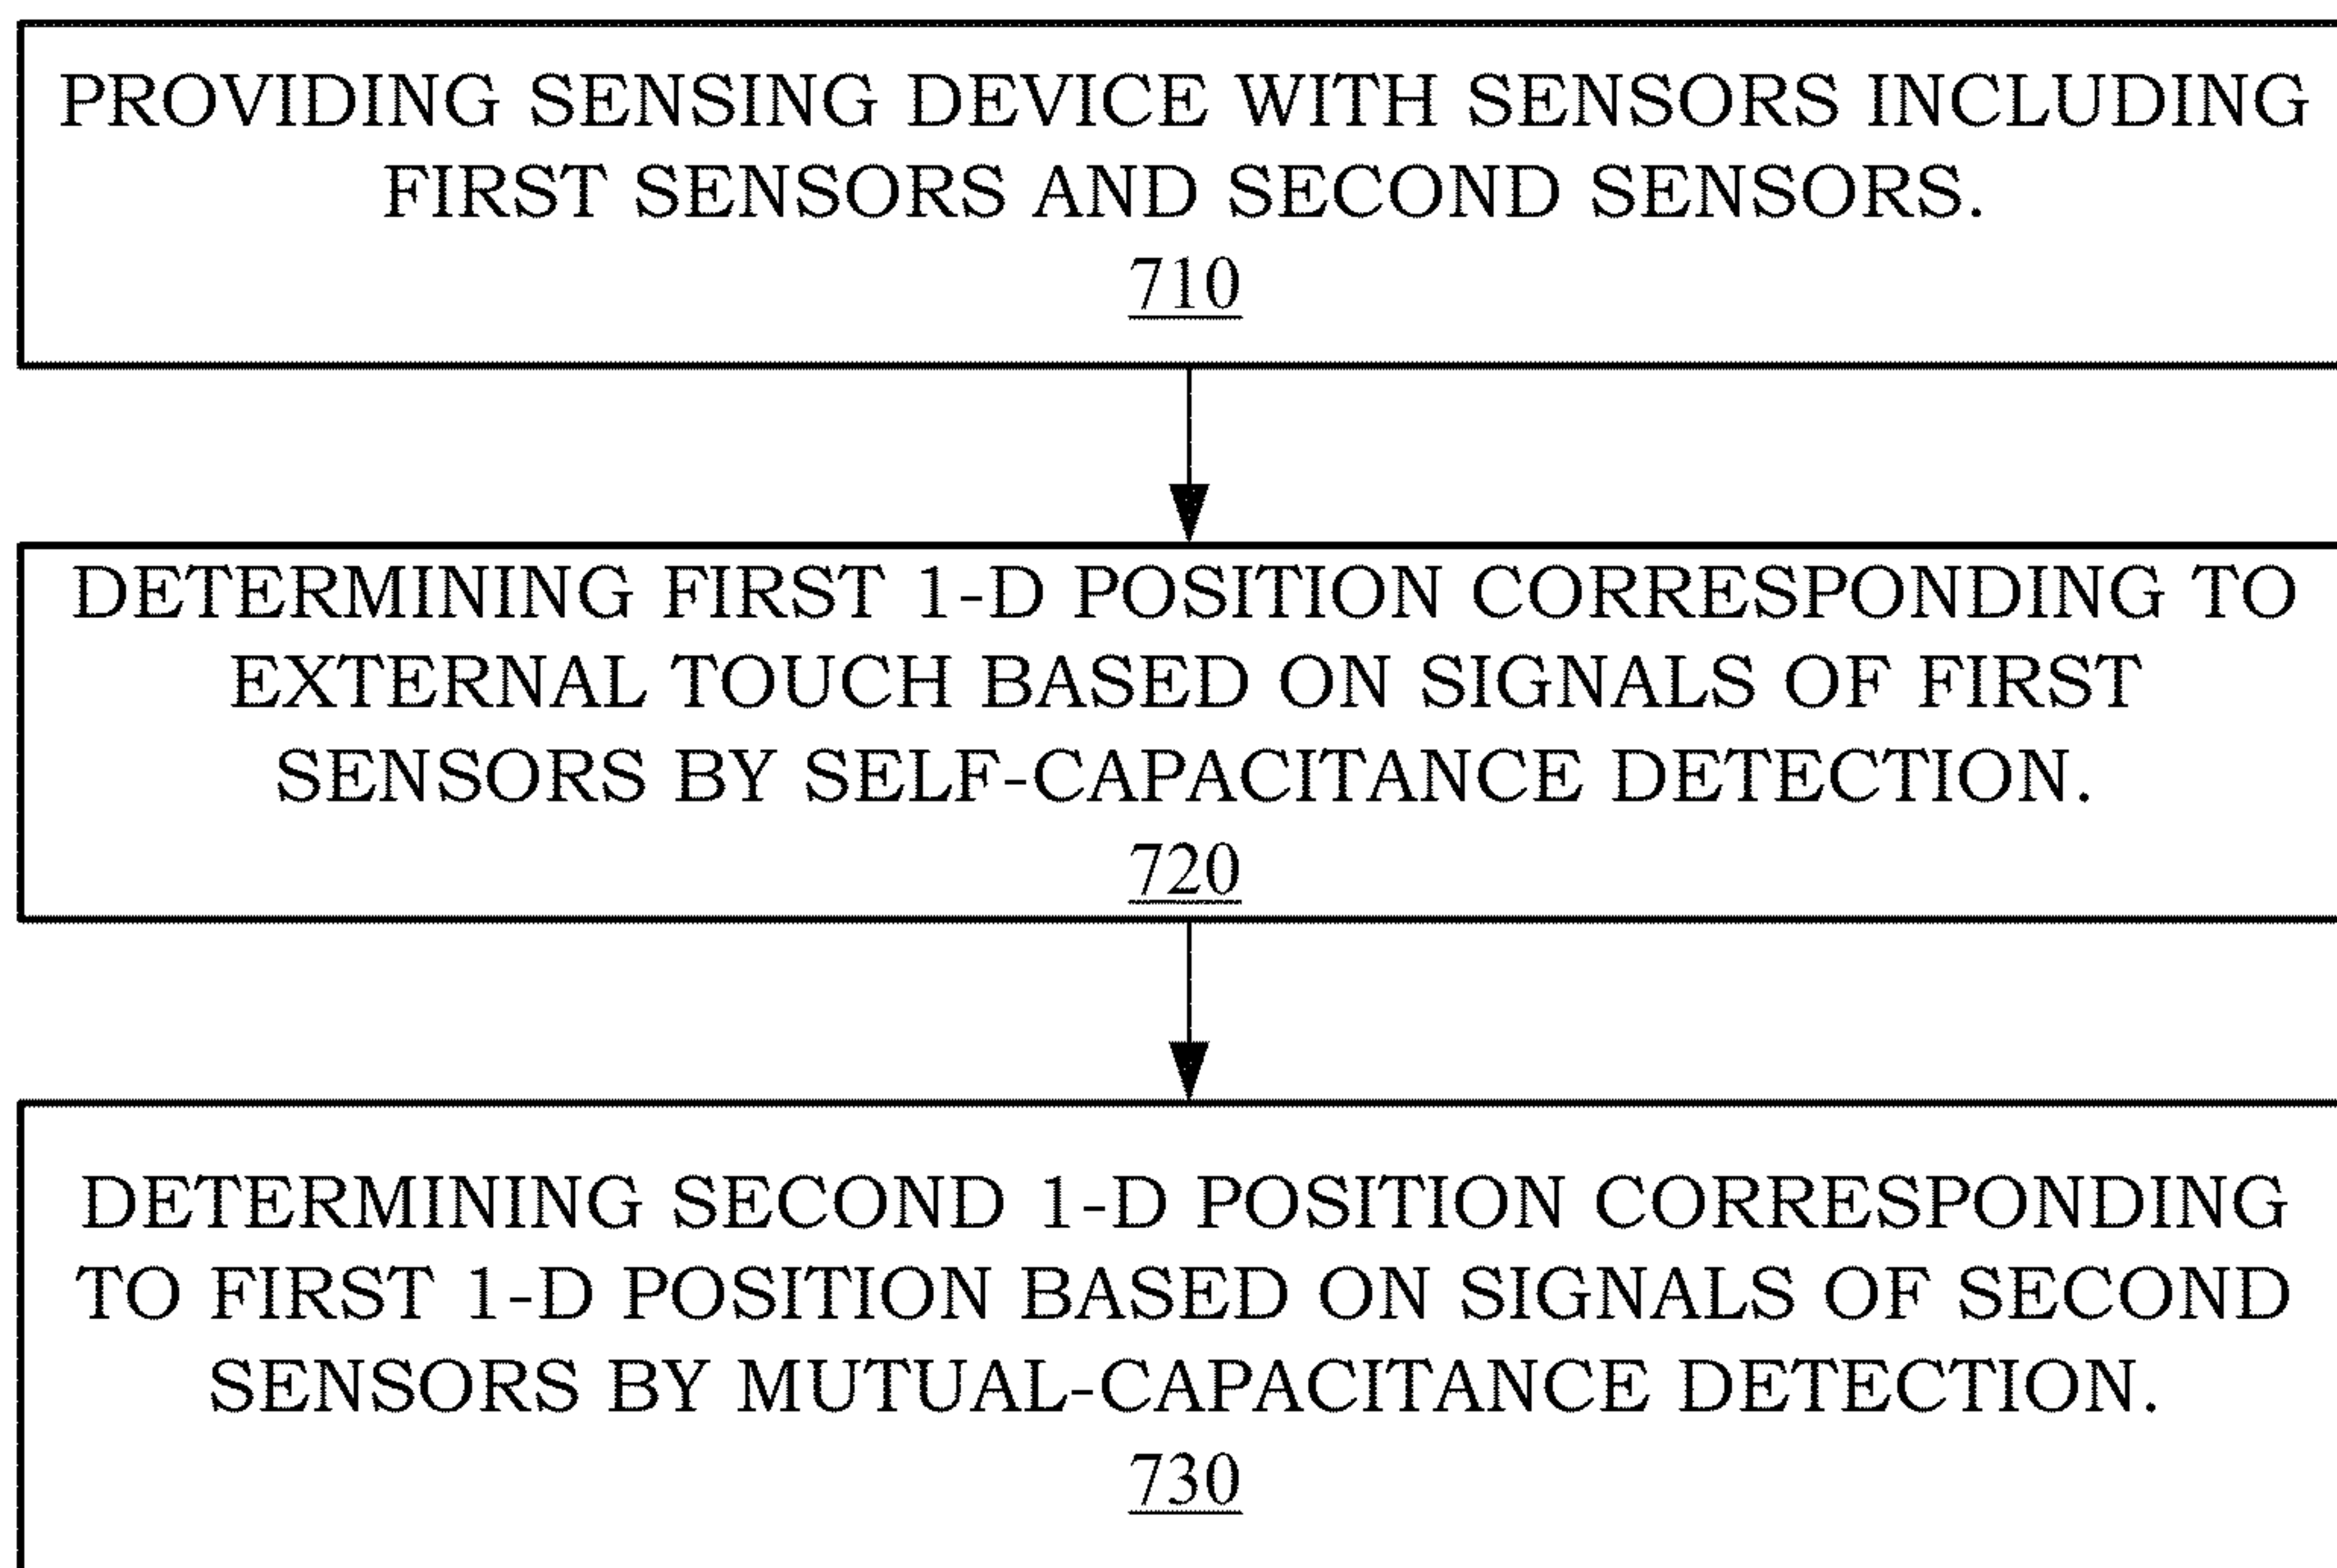 PROVIDING SENSING DEVICE WITH SENSORS INCLUDING
FIRST SENSORS AND SECOND SENSORS.
710
DETERMINING FIRST 1-D POSITION CORRESPONDING TO
EXTERNAL TOUCH BASED ON SIGNALS OF FIRST
SENSORS BY SELF-CAPACITANCE DETECTION.
720
DETERMINING SECOND 1-D POSITION CORRESPONDING
TO FIRST 1-D POSITION BASED ON SIGNALS OF SECOND
SENSORS BY MUTUAL-CAPACITANCE DETECTION.
730